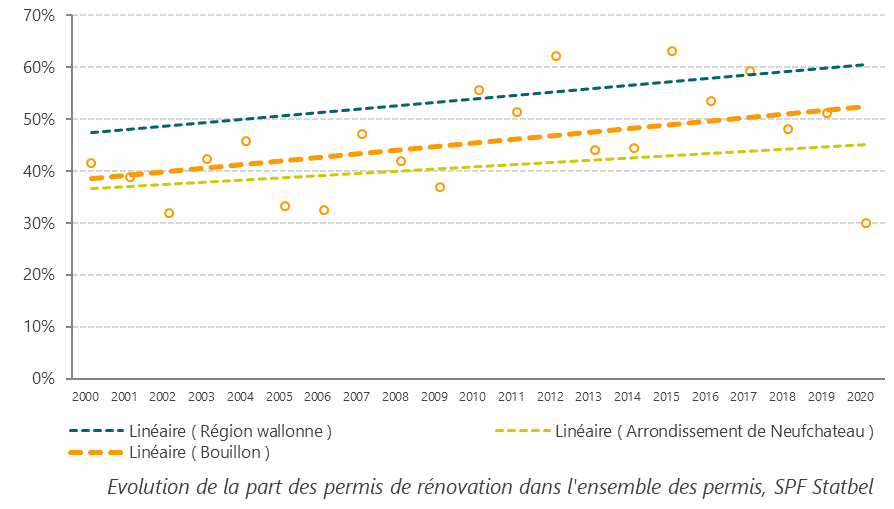 70%
60%
50%
40%
30%
20%
10%
0%
2000 2001 2002 2003 2004 2005 2006 2007 2008 2009 2010 2011 2012 2013 2014 2015 2016 2017 2018 2019 2020
Linéaire ( Région wallonne ) Linéaire ( Arrondissement de Neufchateau )
Linéaire ( Bouillon )
Evolution de la part des permis de rénovation dans l'ensemble des permis, SPF Statbel